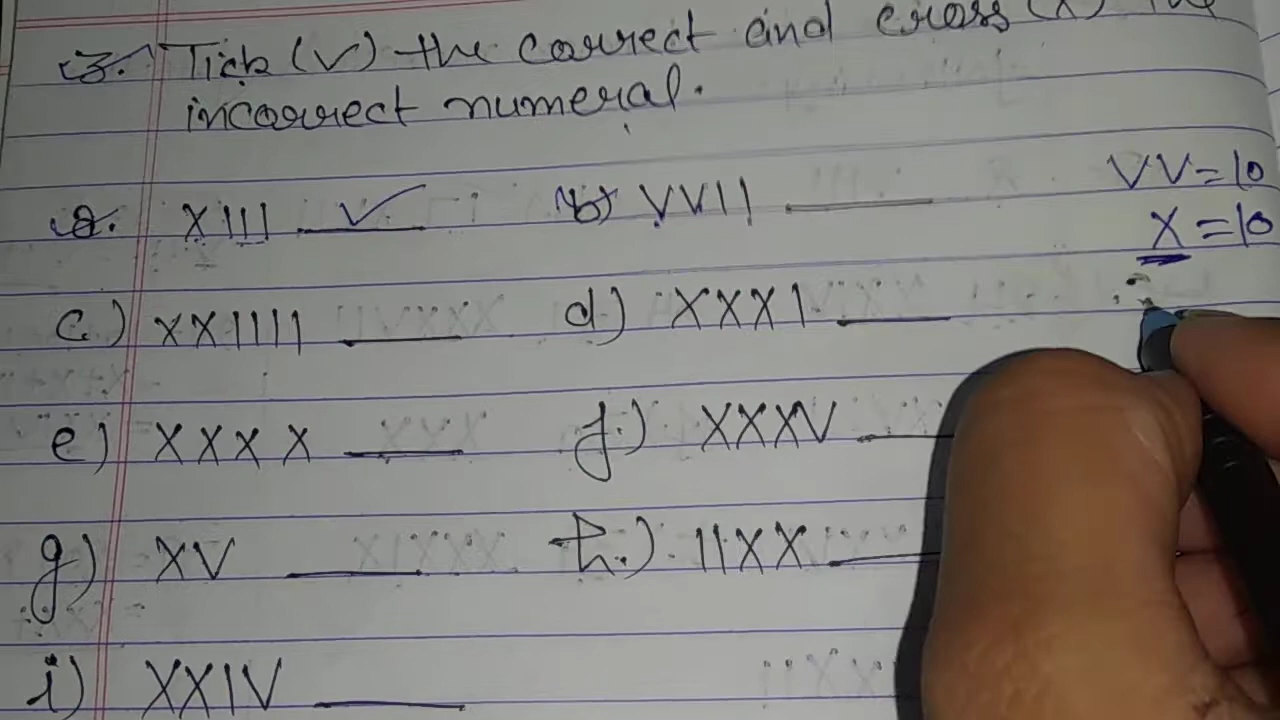 3. Tick (√) the correct and cross (X) the
incorrect numeral.
a. XIII ✓ b) VVII
VV=10
X=10
c.) XXIIII d.) XXXI
e) XXXX f.) XXXV
g) XV h.) IIXX
i) XXIV